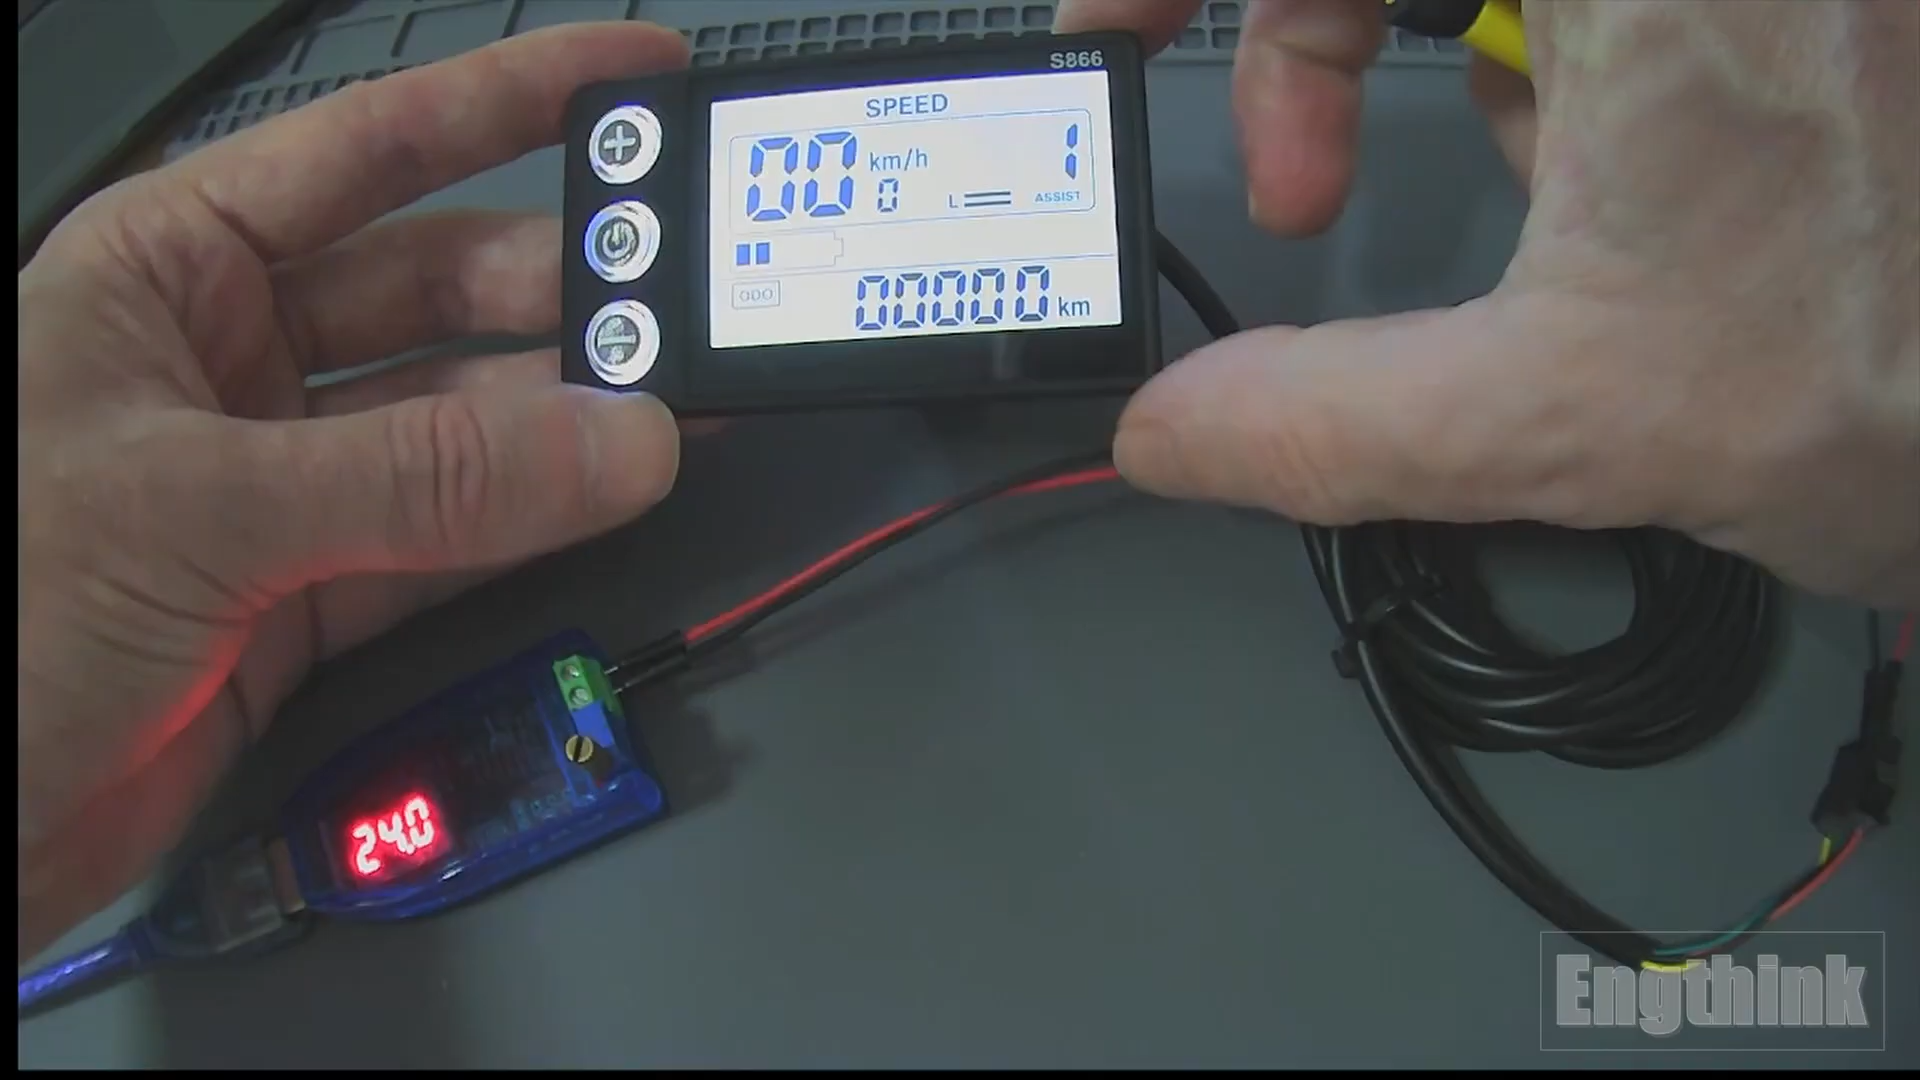 S866
SPEED
00 km/h 0
1
L ASSIST
ODO
00000 km
24.0
Engthink